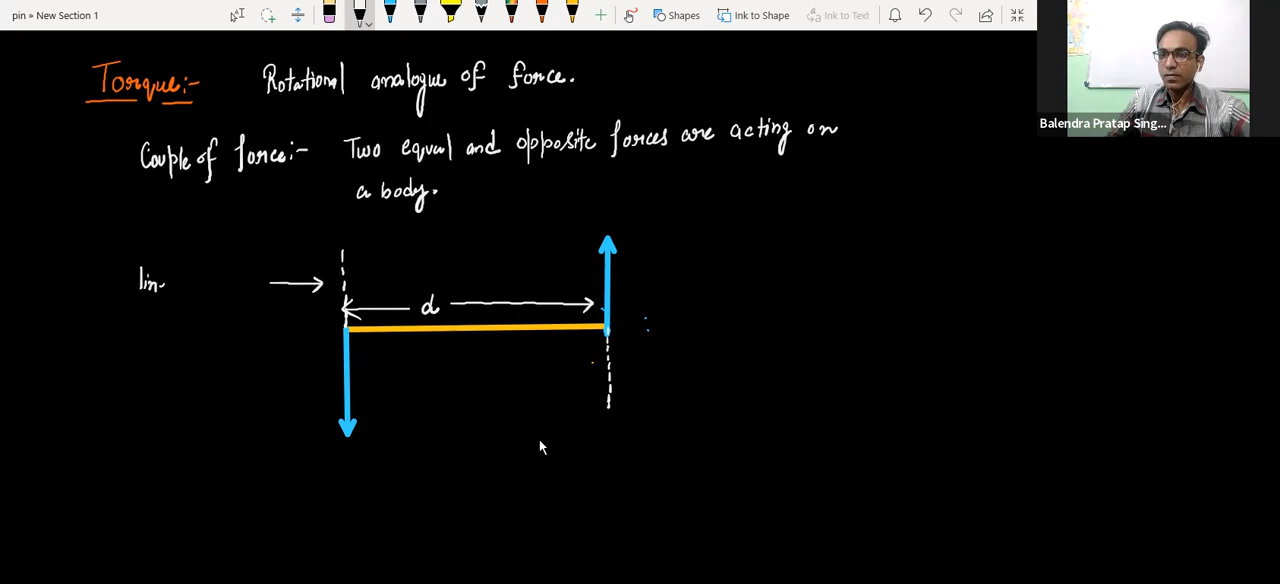 pin » New Section 1
Shapes
Ink to Shape
Ink to Text
Balendra Pratap Sing...
Torque:- Rotational analogue of force.
Couple of force:- Two equal and opposite forces are acting on
a body.
lin.
d